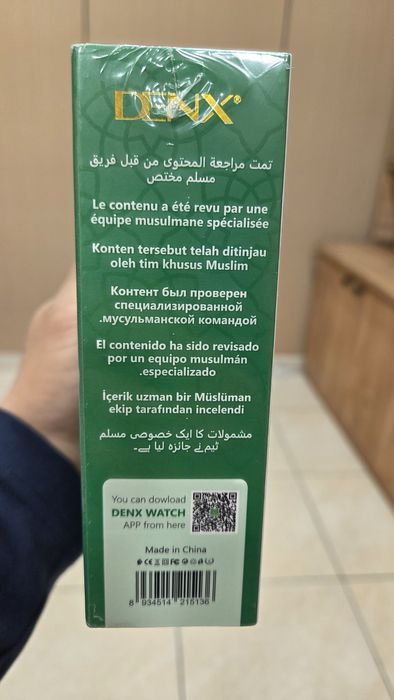 DENX®
تمت مراجعة المحتوى من قبل فريق
مسلم مختص
Le contenu a été revu par une
équipe musulmane spécialisée
Konten tersebut telah ditinjau
oleh tim khusus Muslim
Контент был проверен
специализированной
.мусульманской командой
El contenido ha sido revisado
por un equipo musulmán
.especializado
İçerik uzman bir Müslüman
ekip tarafından incelendi
مشمولات کا ایک خصوصی مسلم
ٹیم نے جائزہ لیا ہے۔
You can dowload
DENX WATCH
APP from here
Made in China
8 934514 215136